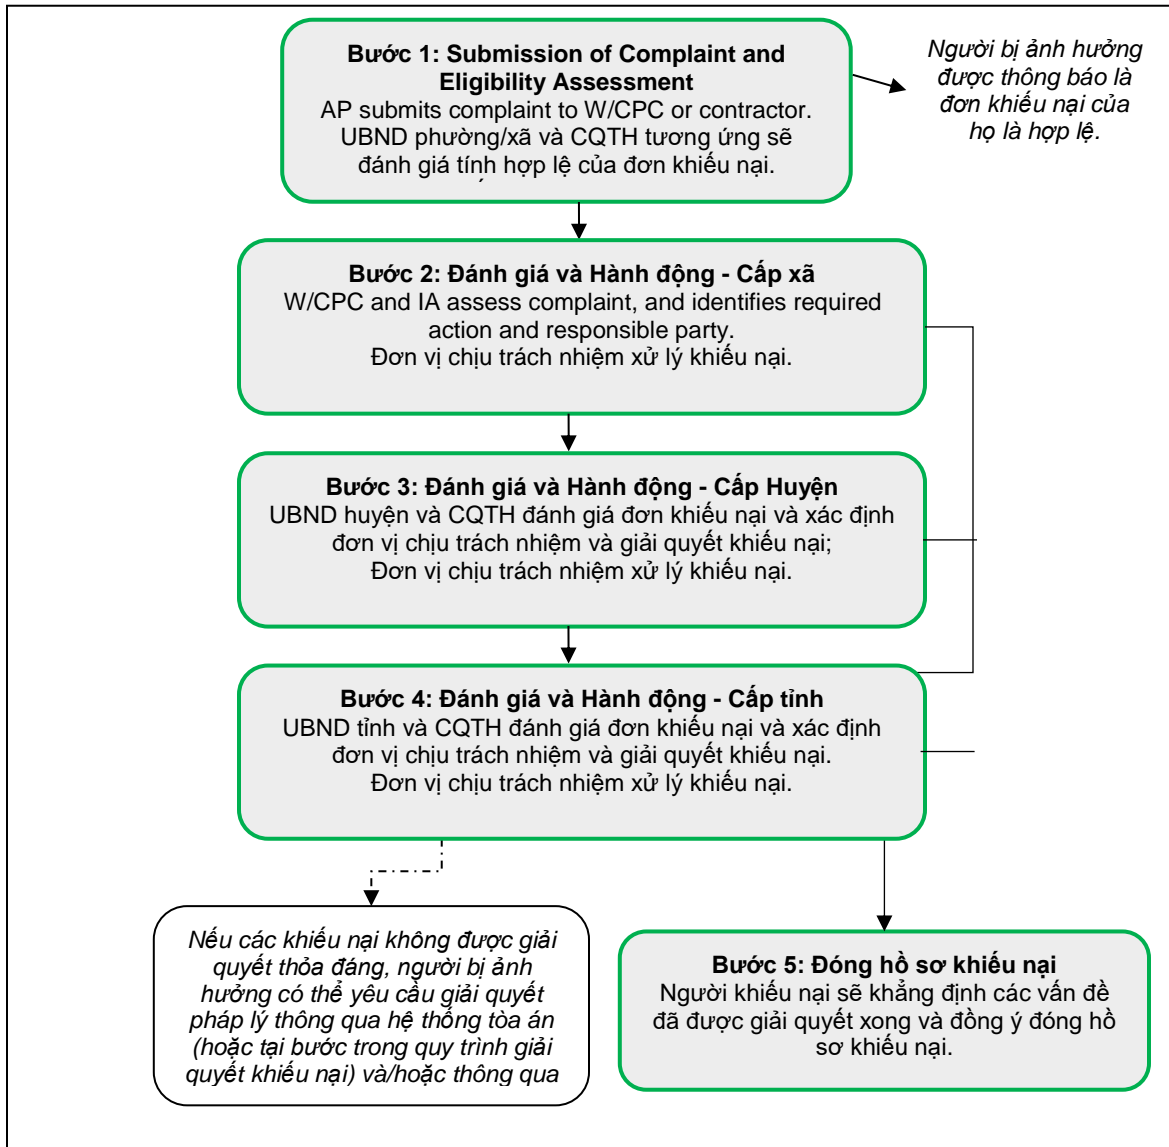 Bước 1: Submission of Complaint and
Eligibility Assessment
AP submits complaint to W/CPC or contractor.
UBND phường/xã và CQTH tương ứng sẽ
đánh giá tính hợp lệ của đơn khiếu nại.
Người bị ảnh hưởng
được thông báo là
đơn khiếu nại của
họ là hợp lệ.
Bước 2: Đánh giá và Hành động - Cấp xã
W/CPC and IA assess complaint, and identifies required
action and responsible party.
Đơn vị chịu trách nhiệm xử lý khiếu nại.
Bước 3: Đánh giá và Hành động - Cấp Huyện
UBND huyện và CQTH đánh giá đơn khiếu nại và xác định
đơn vị chịu trách nhiệm và giải quyết khiếu nại;
Đơn vị chịu trách nhiệm xử lý khiếu nại.
Bước 4: Đánh giá và Hành động - Cấp tỉnh
UBND tỉnh và CQTH đánh giá đơn khiếu nại và xác định
đơn vị chịu trách nhiệm và giải quyết khiếu nại.
Đơn vị chịu trách nhiệm xử lý khiếu nại.
Nếu các khiếu nại không được giải
quyết thỏa đáng, người bị ảnh
hưởng có thể yêu cầu giải quyết
pháp lý thông qua hệ thống tòa án
(hoặc tại bước trong quy trình giải
quyết khiếu nại) và/hoặc thông qua
Bước 5: Đóng hồ sơ khiếu nại
Người khiếu nại sẽ khẳng định các vấn đề
đã được giải quyết xong và đồng ý đóng hồ
sơ khiếu nại.